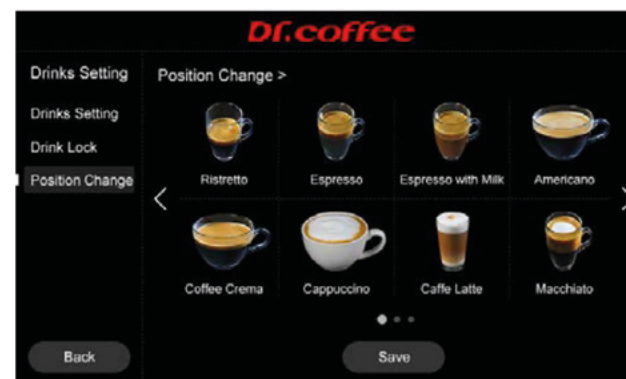 Dr.coffee
Drinks Setting
Position Change >
Drinks Setting
Drink Lock
Position Change
Ristretto
Espresso
Espresso with Milk
Americano
Coffee Crema
Cappuccino
Caffe Latte
Macchiato
Back
Save